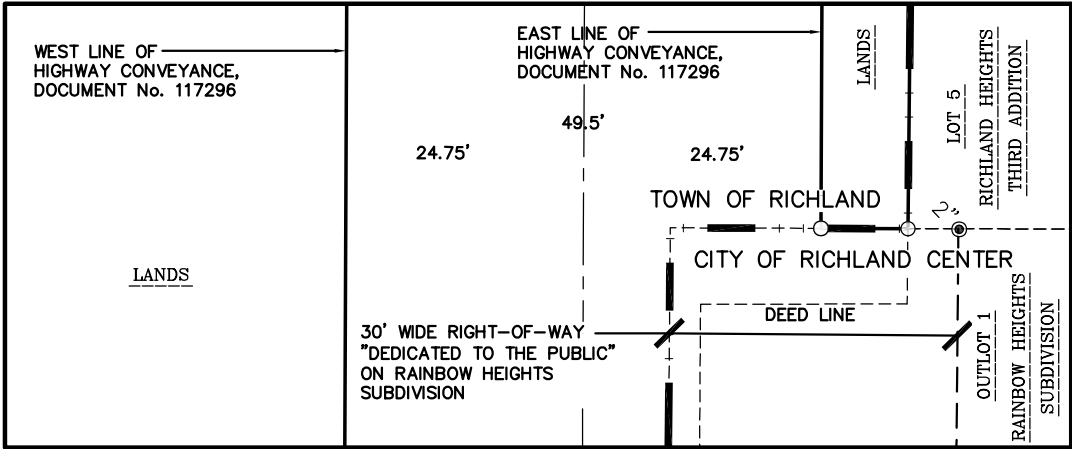 WEST LINE OF
HIGHWAY CONVEYANCE,
DOCUMENT No. 117296
EAST LINE OF
HIGHWAY CONVEYANCE,
DOCUMENT No. 117296
LANDS
LOT 5
RICHLAND HEIGHTS
THIRD ADDITION
49.5'
24.75'
24.75'
TOWN OF RICHLAND
2"
CITY OF RICHLAND CENTER
LANDS
DEED LINE
30' WIDE RIGHT-OF-WAY
"DEDICATED TO THE PUBLIC"
ON RAINBOW HEIGHTS
SUBDIVISION
OUTLOT 1
RAINBOW HEIGHTS
SUBDIVISION